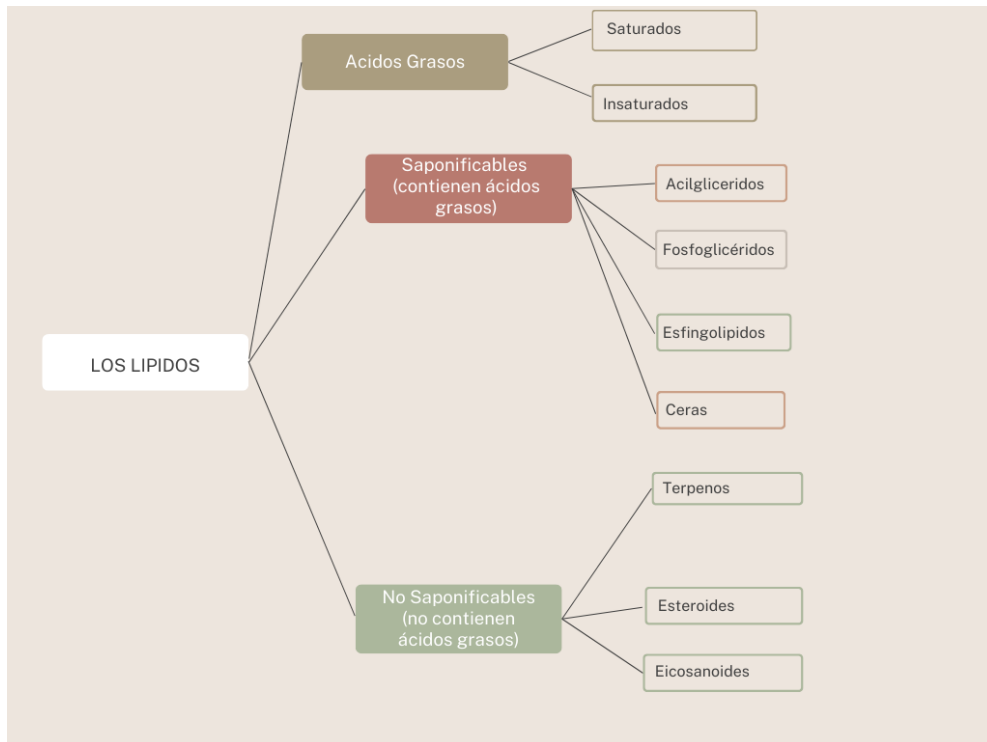 LOS LIPIDOS
Acidos Grasos
Saturados
Insaturados
Saponificables
(contienen ácidos
grasos)
Acilgliceridos
Fosfoglicéridos
Esfingolipidos
Ceras
No Saponificables
(no contienen
ácidos grasos)
Terpenos
Esteroides
Eicosanoides